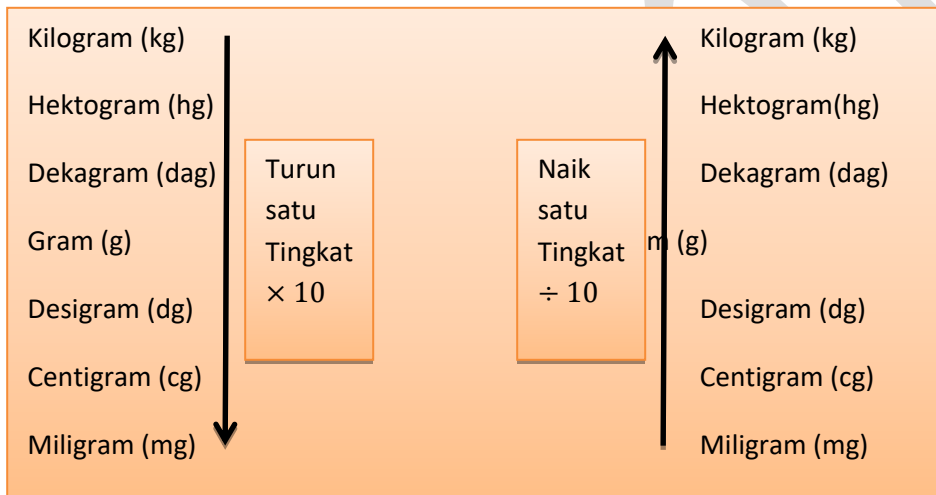 Kilogram (kg)
Hektogram (hg)
Dekagram (dag)
Gram (g)
Desigram (dg)
Centigram (cg)
Miligram (mg)
Turun
satu
Tingkat
× 10
Naik
satu
Tingkat
÷ 10
Kilogram (kg)
Hektogram(hg)
Dekagram (dag)
m (g)
Desigram (dg)
Centigram (cg)
Miligram (mg)